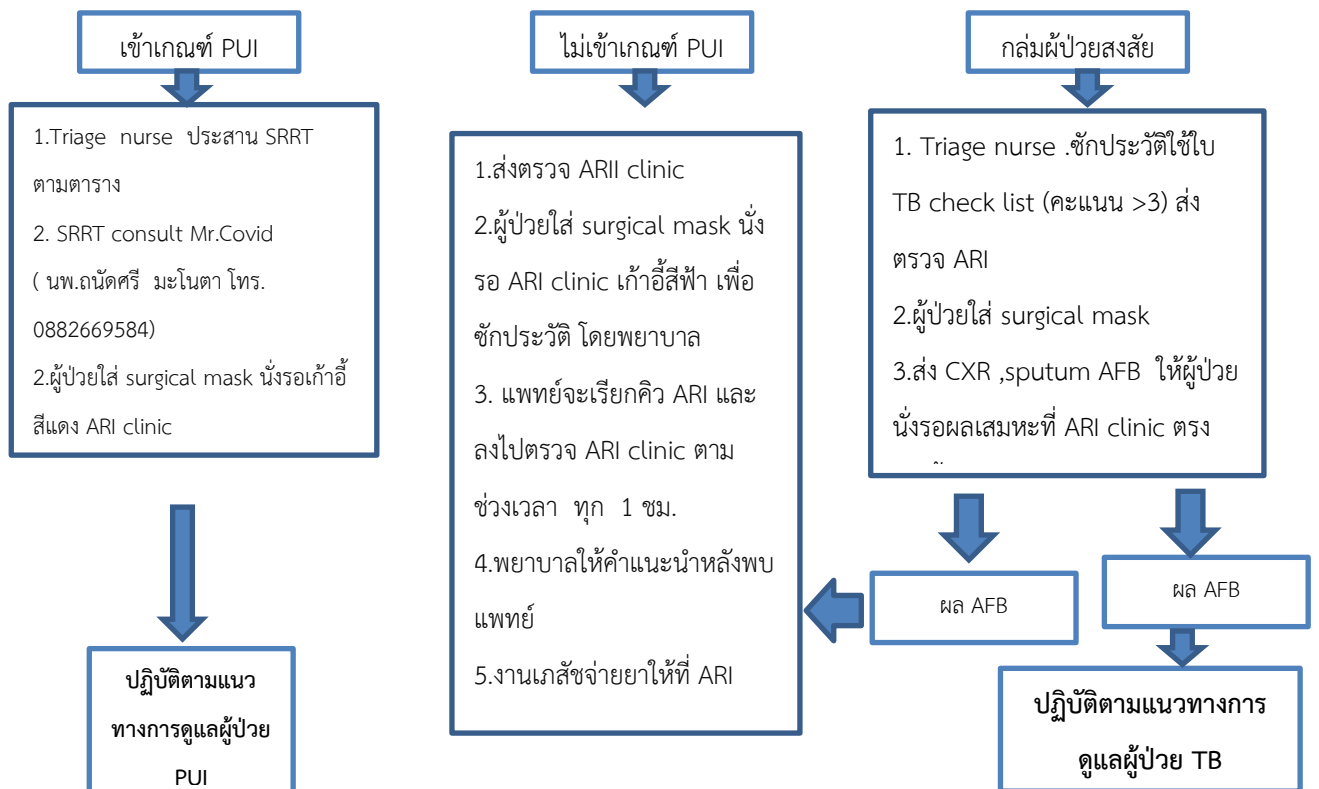 เข้าเกณฑ์ PUI
1.Triage nurse ประสาน SRRT
ตามตาราง
2. SRRT consult Mr.Covid
( นพ.ถนัดศรี มะโนตา โทร.
0882669584)
2.ผู้ป่วยใส่ surgical mask นั่งรอเก้าอี้
สีแดง ARI clinic
ปฏิบัติตามแนว
ทางการดูแลผู้ป่วย
PUI
ไม่เข้าเกณฑ์ PUI
1.ส่งตรวจ ARII clinic
2.ผู้ป่วยใส่ surgical mask นั่ง
รอ ARI clinic เก้าอี้สีฟ้า เพื่อ
ซักประวัติ โดยพยาบาล
3. แพทย์จะเรียกคิว ARI และ
ลงไปตรวจ ARI clinic ตาม
ช่วงเวลา ทุก 1 ชม.
4.พยาบาลให้คำแนะนำหลังพบ
แพทย์
5.งานเภสัชจ่ายยาให้ที่ ARI
กล่มผู้ป่วยสงสัย
1. Triage nurse .ซักประวัติใช้ใบ
TB check list (คะแนน >3) ส่ง
ตรวจ ARI
2.ผู้ป่วยใส่ surgical mask
3.ส่ง CXR ,sputum AFB ให้ผู้ป่วย
นั่งรอผลเสมหะที่ ARI clinic ตรง
ผล AFB
ผล AFB
ปฏิบัติตามแนวทางการ
ดูแลผู้ป่วย TB